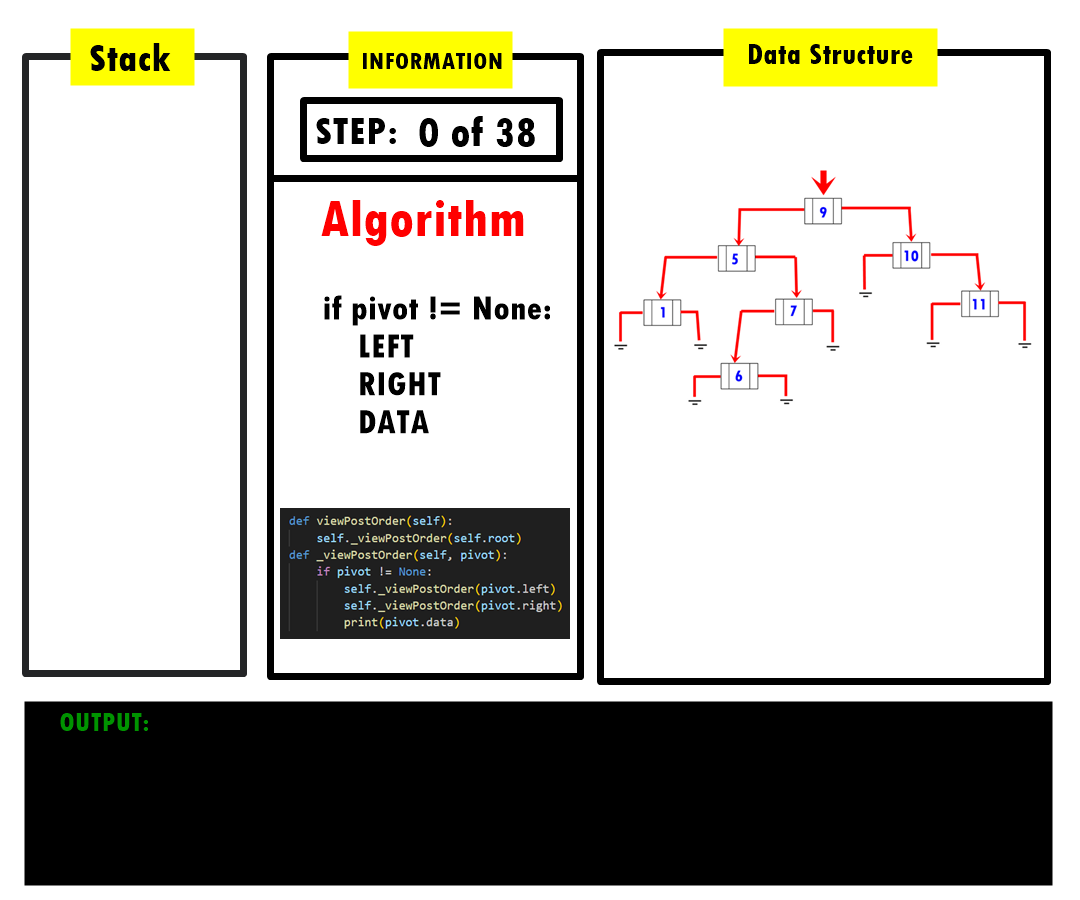 Stack
INFORMATION
STEP: 0 of 38
Algorithm
if pivot != None:
LEFT
RIGHT
DATA
def viewPostOrder(self):
self._viewPostOrder(self.root)
def _viewPostOrder(self, pivot):
if pivot != None:
self._viewPostOrder(pivot.left)
self._viewPostOrder(pivot.right)
print(pivot.data)
Data Structure
9
5
10
1
7
11
6
OUTPUT: